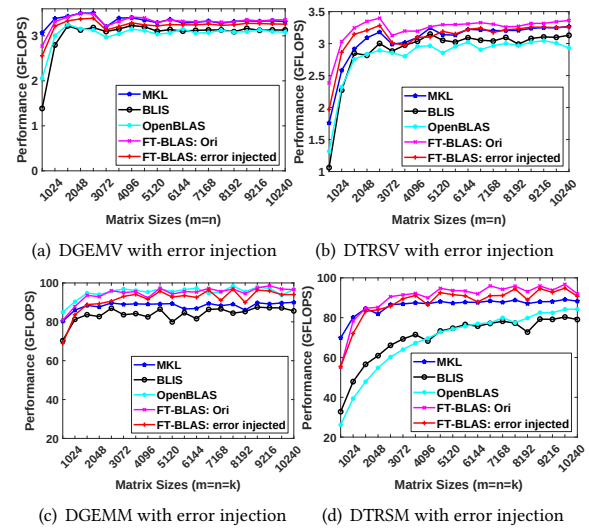 Performance (GFLOPS)
3
2
1
0
MKL
BLIS
OpenBLAS
FT-BLAS: Ori
FT-BLAS: error injected
1024 2048 3072 4096 5120 6144 7168 8192 9216 10240
Matrix Sizes (m=n)
(a) DGEMV with error injection
Performance (GFLOPS)
3.5
3
2.5
2
1.5
1
MKL
BLIS
OpenBLAS
FT-BLAS: Ori
FT-BLAS: error injected
1024 2048 3072 4096 5120 6144 7168 8192 9216 10240
Matrix Sizes (m=n)
(b) DTRSV with error injection
Performance (GFLOPS)
100
80
60
40
20
MKL
BLIS
OpenBLAS
FT-BLAS: Ori
FT-BLAS: error injected
1024 2048 3072 4096 5120 6144 7168 8192 9216 10240
Matrix Sizes (m=n=k)
(c) DGEMM with error injection
Performance (GFLOPS)
100
80
60
40
20
MKL
BLIS
OpenBLAS
FT-BLAS: Ori
FT-BLAS: error injected
1024 2048 3072 4096 5120 6144 7168 8192 9216 10240
Matrix Sizes (m=n=k)
(d) DTRSM with error injection